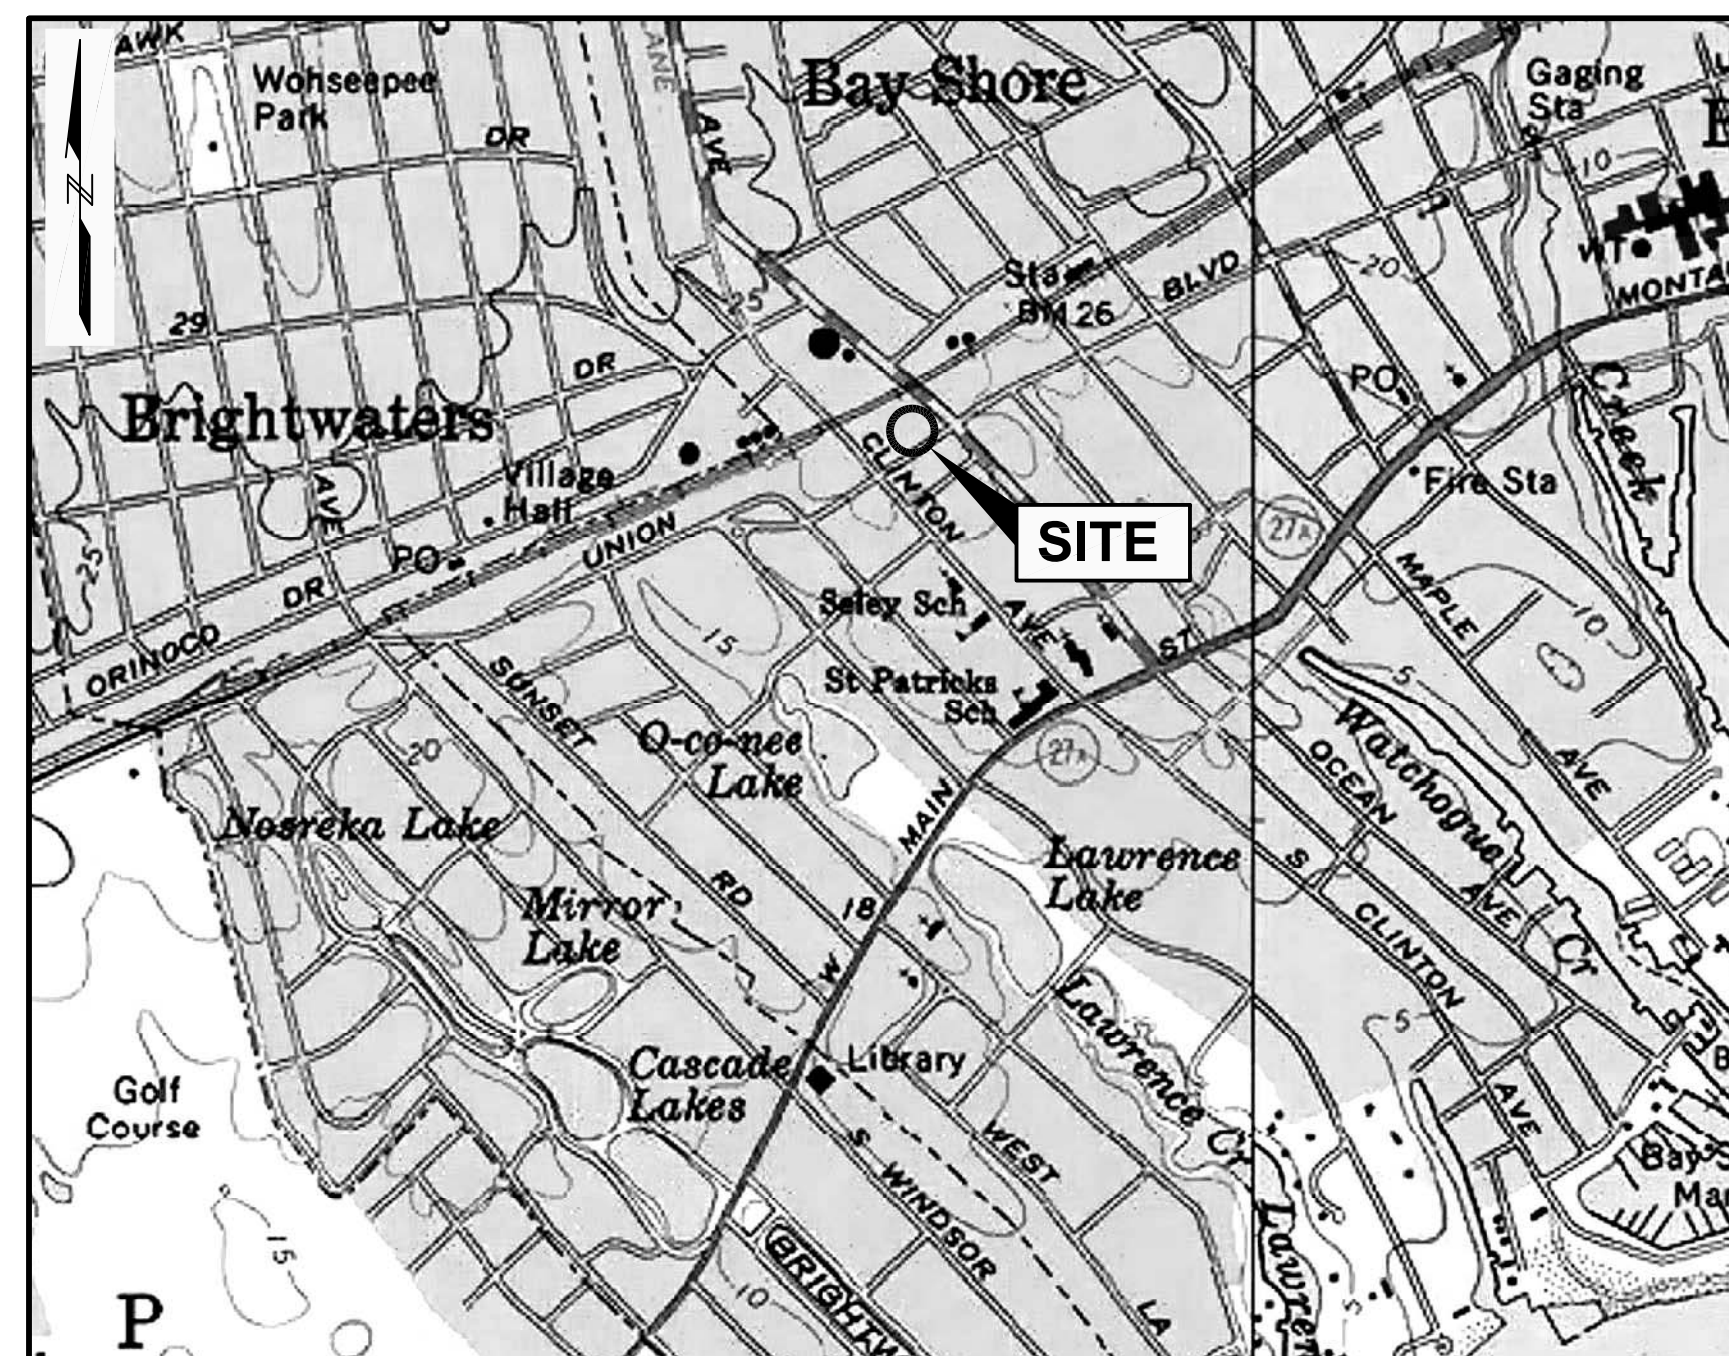 AWK
Wohseepee
Park
DR
AVE
Bay Shore
Gaging
Sta
10
N
29
25
Sta
BM 26
BLVD
20
WT
DR
PO
Creek
Brightwaters
Village
Hall
AVE
CLINTON
Fire Sta
27A
SITE
25
PO
UNION
DR
ORINOCO
MAPLE
10
15
Seley Sch
AVE
ST
5
SUNSET
St Patricks
Sch
27A
20
O-co-nee
Lake
MAIN
OCEAN
Watchogue
AVE
Nosreka Lake
Lawrence
Lake
S
AVE
Mirror
Lake
RD
18
W
CLINTON
Cr
Lawrence Cr
5
Golf
Course
Cascade
Lakes
Library
AVE
S
WINDSOR
WEST
15
10
LA
P